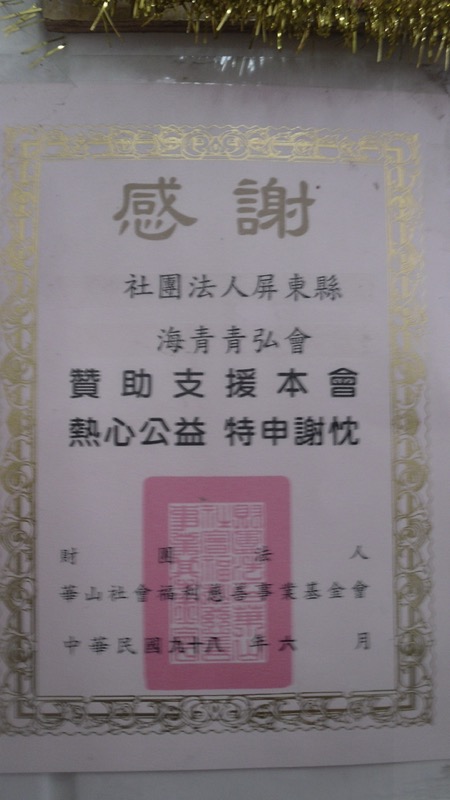 感謝
社團法人屏東縣
海青青弘會
贊助支援本會
熱心公益 特申謝忱
財團法人
華山社會福利慈善事業基金會
中華民國九十八年六月